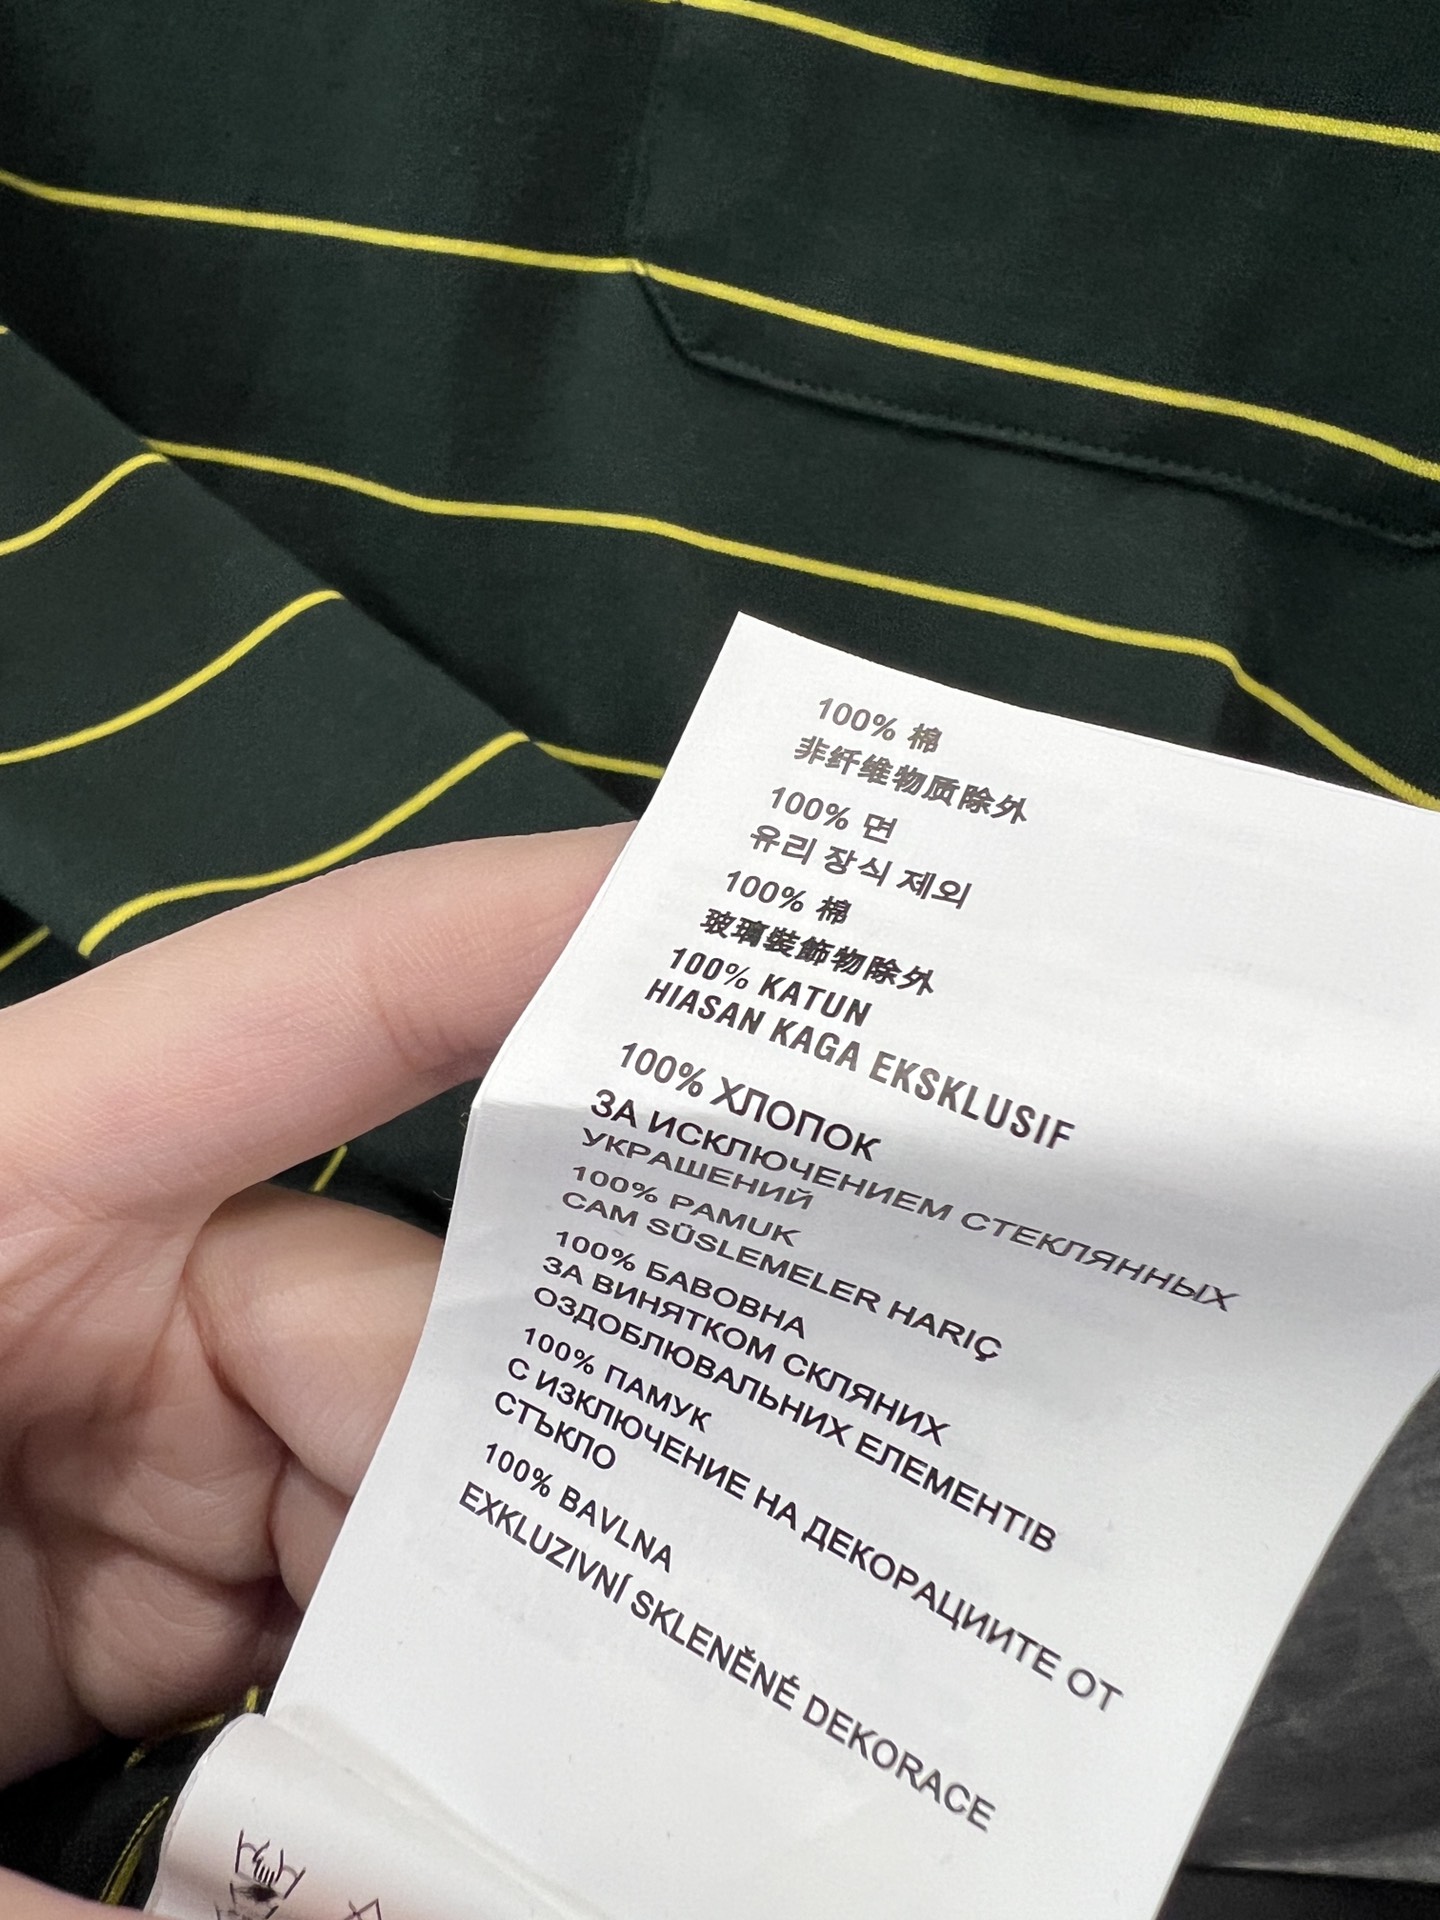 100% 棉
非纤维物质除外
100% 면
유리 장식 제외
100% 棉
玻璃裝飾物除外
100% KATUN
HIASAN KAGA EKSKLUSIF
100% ХЛОПОК
ЗА ИСКЛЮЧЕНИЕМ СТЕКЛЯННЫХ
УКРАШЕНИЙ
100% PAMUK
CAM SÜSLEMELER HARIÇ
100% БАВОВНА
ЗА ВИНЯТКОМ СКЛЯНИХ
ОЗДОБЛЮВАЛЬНИХ ЕЛЕМЕНТІВ
100% ПАМУК
С ИЗКЛЮЧЕНИЕ НА ДЕКОРАЦИИТЕ ОТ
СТЪКЛО
100% BAVLNA
EXKLUZIVNÍ SKLENĚNÉ DEKORACE